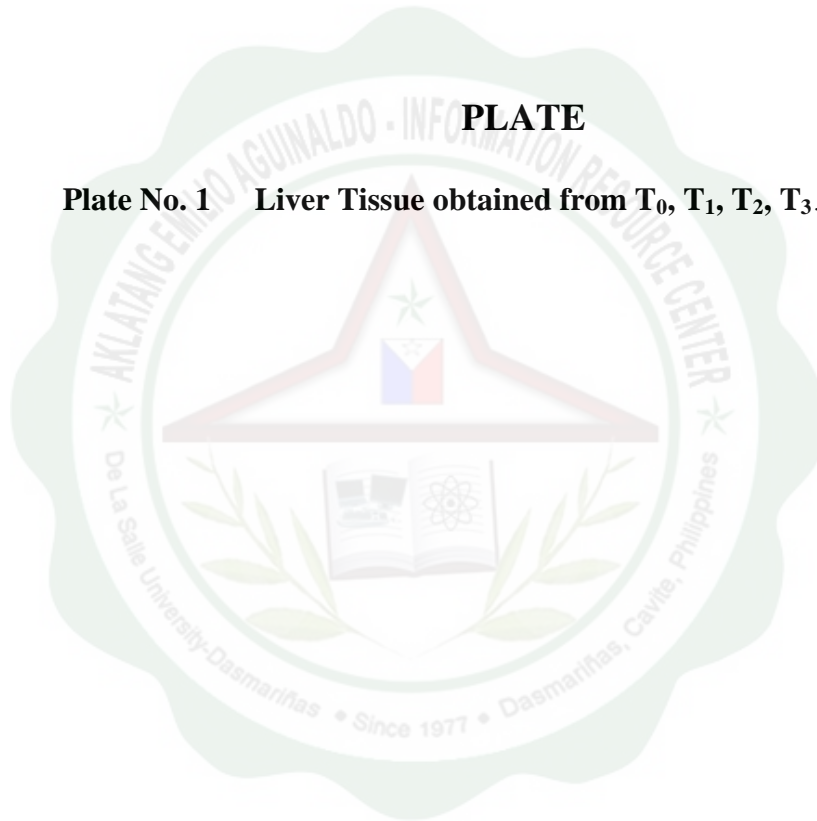 PLATE
Plate No. 1 Liver Tissue obtained from T₀, T₁, T₂, T₃.
AKLATANG EMILIO AGUINALDO - INFORMATION RESOURCE CENTER
De La Salle University-Dasmariñas • Since 1977 • Dasmariñas, Cavite, Philippines